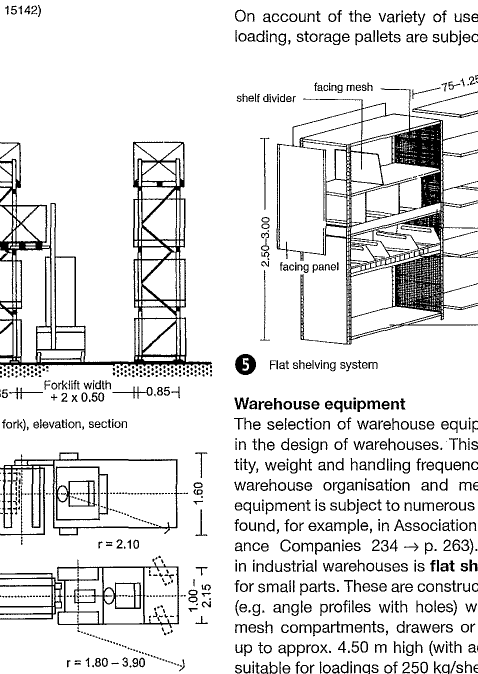 15142)
Forklift width
+ 2 x 0.50
0.85
fork), elevation, section
1.60
r = 2.10
1.00 –
2.15
r = 1.80 - 3.90
On account of the variety of use
loading, storage pallets are subjec
75–1.25
facing mesh
shelf divider
2.50–3.00
facing panel
5 Flat shelving system
Warehouse equipment
The selection of warehouse equip
in the design of warehouses. This
tity, weight and handling frequenc
warehouse organisation and me
equipment is subject to numerous
found, for example, in Association
ance Companies 234 → p. 263).
in industrial warehouses is flat sh
for small parts. These are construc
(e.g. angle profiles with holes) w
mesh compartments, drawers or
up to approx. 4.50 m high (with ac
suitable for loadings of 250 kg/she